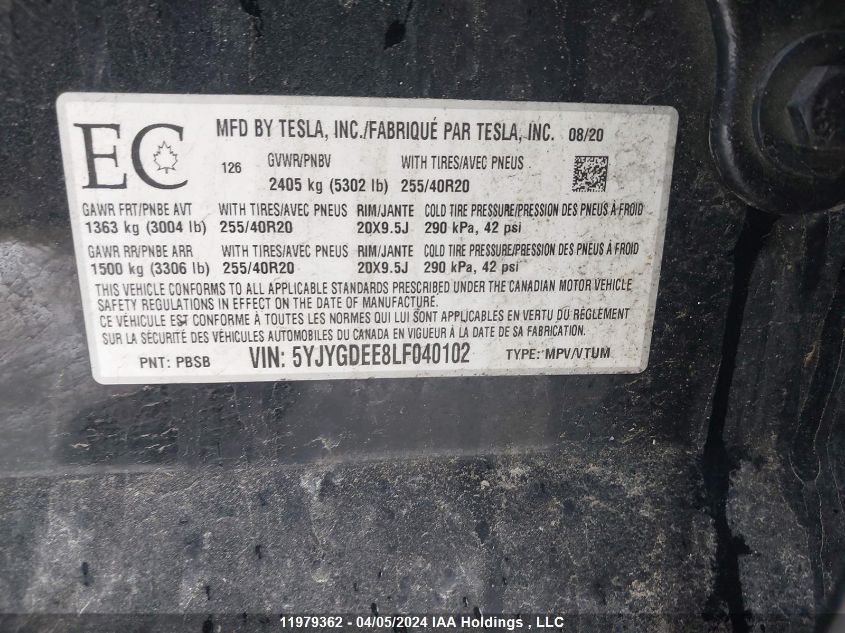 EC
MFD BY TESLA, INC./FABRIQUÉ PAR TESLA, INC. 08/20
126 GVWR/PNBV WITH TIRES/AVEC PNEUS
2405 kg (5302 lb) 255/40R20
GAWR FRT/PNBE AVT WITH TIRES/AVEC PNEUS RIM/JANTE COLD TIRE PRESSURE/PRESSION DES PNEUS À FROID
1363 kg (3004 lb) 255/40R20 20X9.5J 290 kPa, 42 psi
GAWR RR/PNBE ARR WITH TIRES/AVEC PNEUS RIM/JANTE COLD TIRE PRESSURE/PRESSION DES PNEUS À FROID
1500 kg (3306 lb) 255/40R20 20X9.5J 290 kPa, 42 psi
THIS VEHICLE CONFORMS TO ALL APPLICABLE STANDARDS PRESCRIBED UNDER THE CANADIAN MOTOR VEHICLE
SAFETY REGULATIONS IN EFFECT ON THE DATE OF MANUFACTURE.
CE VÉHICULE EST CONFORME À TOUTES LES NORMES QUI LUI SONT APPLICABLES EN VERTU DU RÈGLEMENT
SUR LA SÉCURITÉ DES VÉHICULES AUTOMOBILES DU CANADA EN VIGUEUR À LA DATE DE SA FABRICATION.
PNT: PBSB VIN: 5YJYGDEE8LF040102 TYPE: MPV/VTUM
11979362 - 04/05/2024 IAA Holdings , LLC